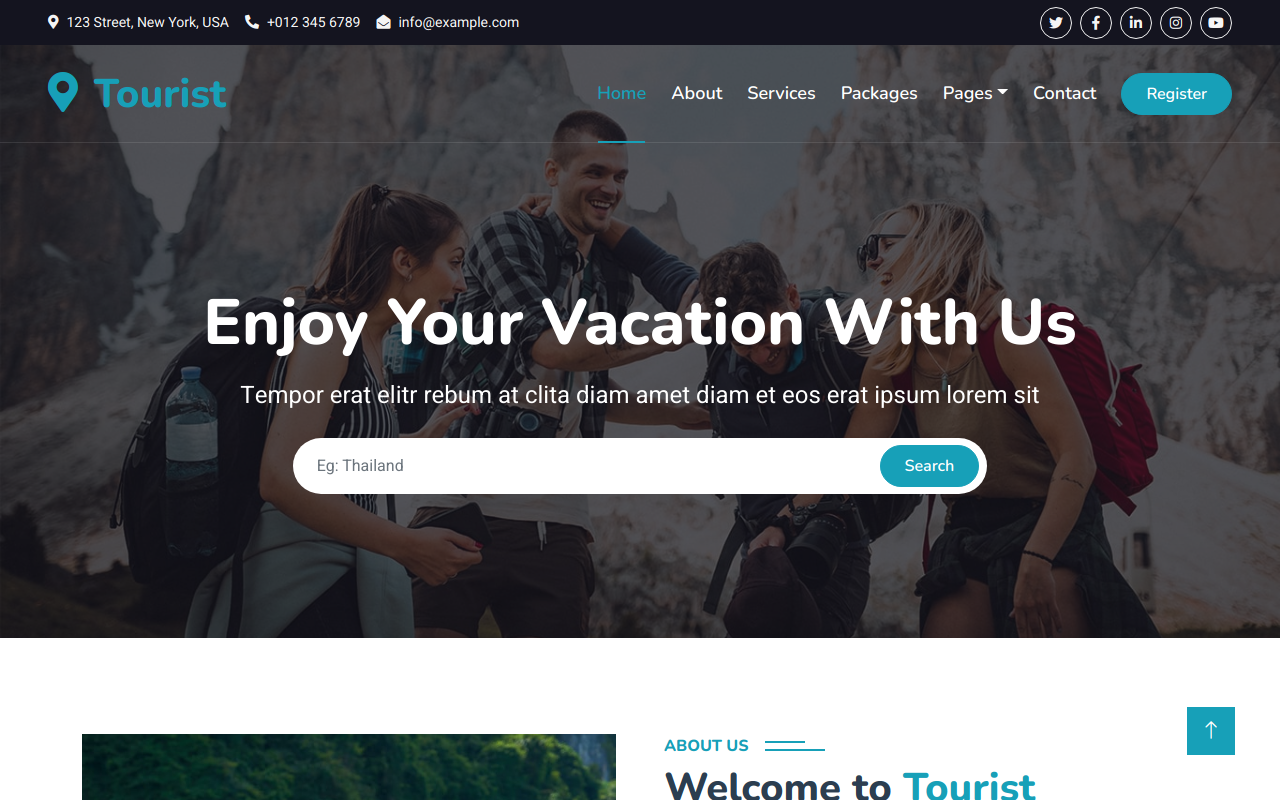 123 Street, New York, USA +012 345 6789 info@example.com
Tourist
Home About Services Packages Pages Contact Register
Enjoy Your Vacation With Us
Tempor erat elitr rebum at clita diam amet diam et eos erat ipsum lorem sit
Eg: Thailand Search
ABOUT US
Welcome to Tourist